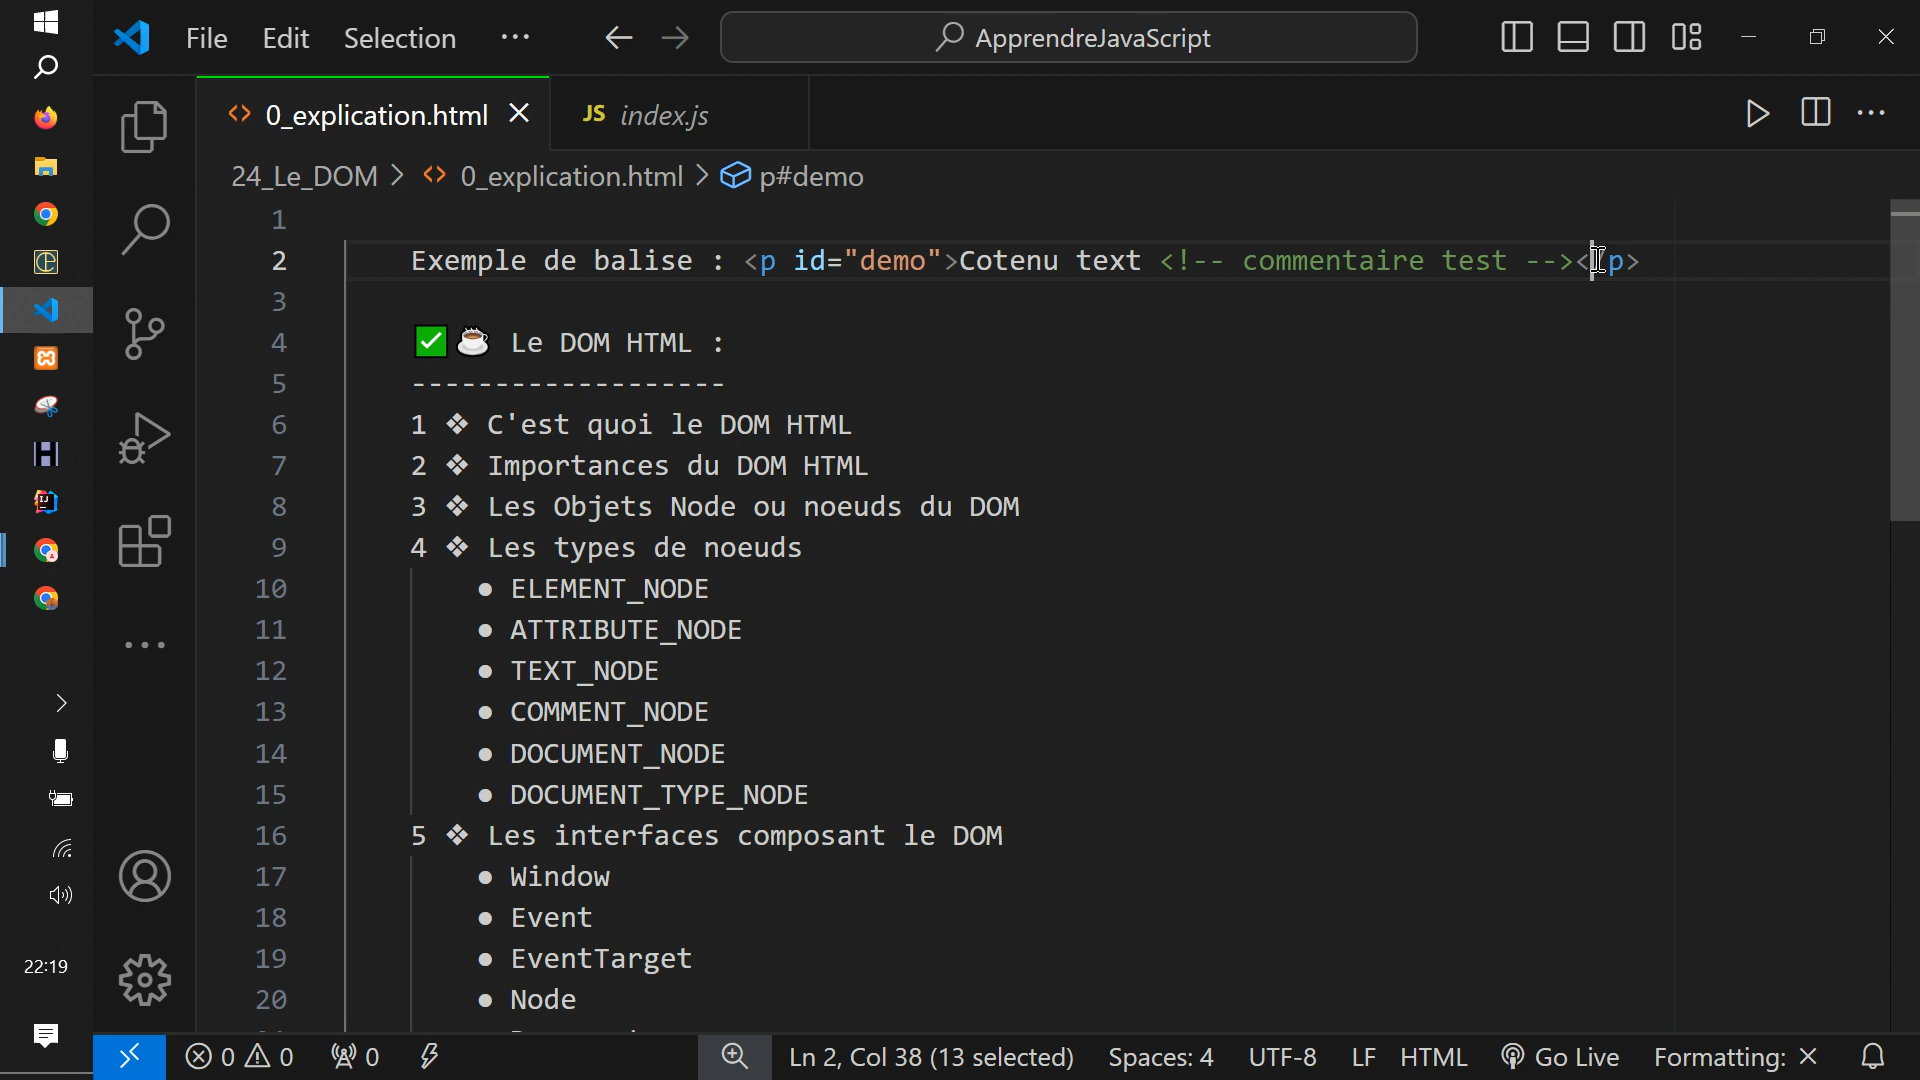 File Edit Selection ··· ApprendreJavaScript
0_explication.html
JS index.js
24_Le_DOM > 0_explication.html > p#demo
1
2 Exemple de balise : <p id="demo">Cotenu text <!-- commentaire test --></p>
3
4 ✅☕ Le DOM HTML :
5 -------------------
6 1 ❖ C'est quoi le DOM HTML
7 2 ❖ Importances du DOM HTML
8 3 ❖ Les Objets Node ou noeuds du DOM
9 4 ❖ Les types de noeuds
10 ● ELEMENT_NODE
11 ● ATTRIBUTE_NODE
12 ● TEXT_NODE
13 ● COMMENT_NODE
14 ● DOCUMENT_NODE
15 ● DOCUMENT_TYPE_NODE
16 5 ❖ Les interfaces composant le DOM
17 ● Window
18 ● Event
19 ● EventTarget
20 ● Node
22:19
0 0 0 Ln 2, Col 38 (13 selected) Spaces: 4 UTF-8 LF HTML Go Live Formatting: ×